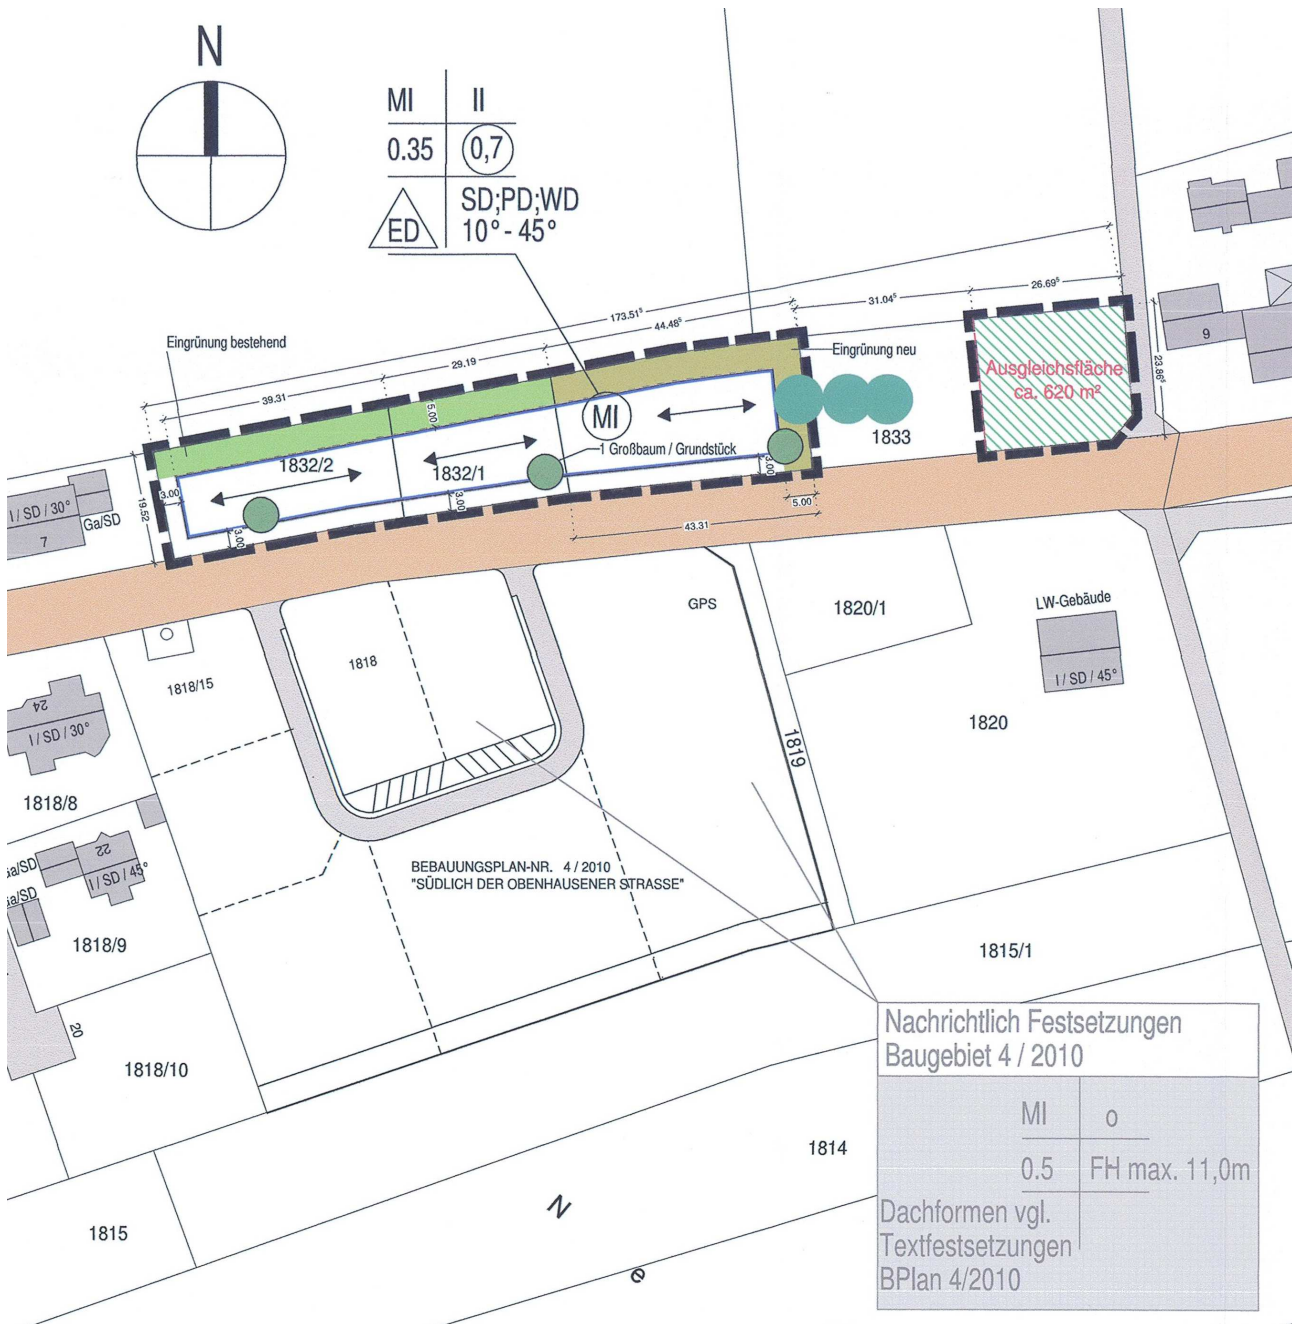 N
MI II
0.35 0,7
ED SD;PD;WD
10° - 45°
173.51⁵
26.69⁵
31.04⁵
44.48⁵
29.19
39.31
Eingrünung bestehend
Eingrünung neu
9
23.86⁵
Ausgleichsfläche
ca. 620 m²
5.00
MI
1833
1 Großbaum / Grundstück
1832/2
1832/1
3.00
3.00
3.00
3.00
19.52
5.00
43.31
I / SD / 30°
Ga/SD
7
GPS
1820/1
LW-Gebäude
I / SD / 45°
1818
1818/15
24
I / SD / 30°
1820
1819
1818/8
22
I / SD / 45°
Ga/SD
Ga/SD
BEBAUUNGSPLAN-NR. 4 / 2010
"SÜDLICH DER OBENHAUSENER STRASSE"
1818/9
1815/1
20
1818/10
Nachrichtlich Festsetzungen
Baugebiet 4 / 2010
MI o
0.5 FH max. 11,0m
Dachformen vgl.
Textfestsetzungen
BPlan 4/2010
1814
1815
N
e